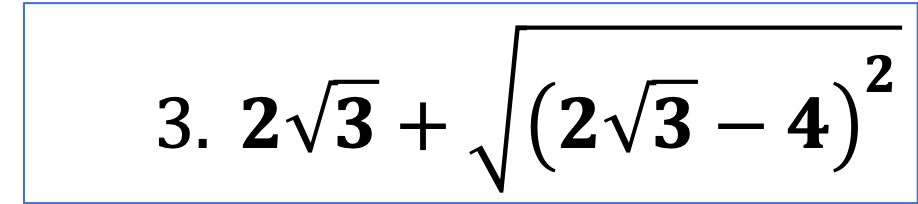 3. 2√3 + √(2√3 − 4)²